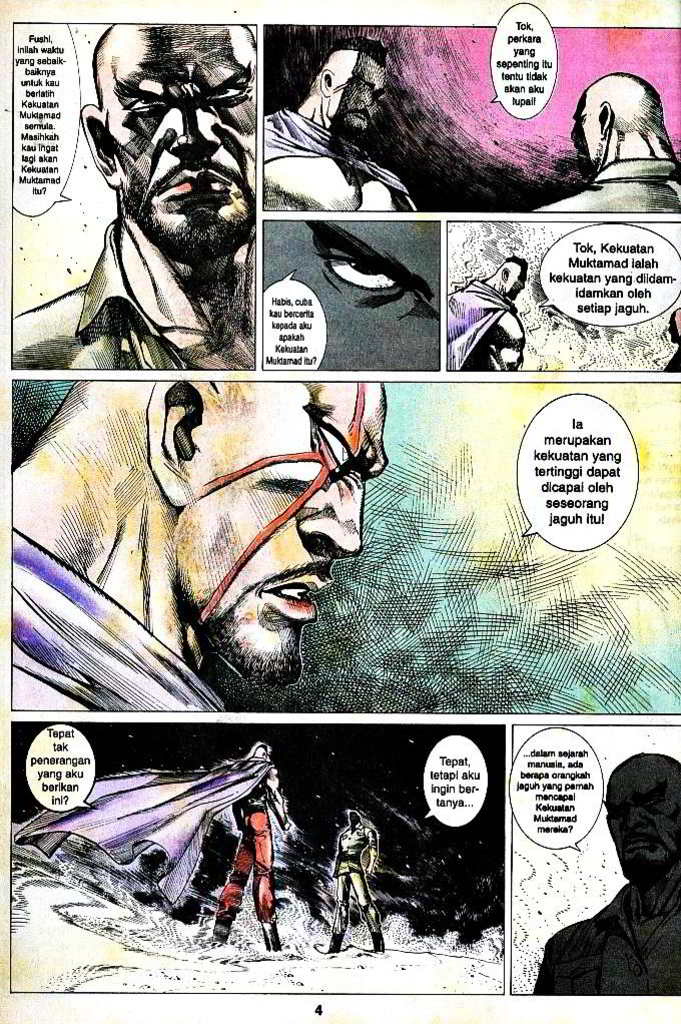 Fushi,
inilah waktu
yang sebaik-
baiknya
untuk kau
berlatih
Kekuatan
Muktamad
semula.
Masihkah
kau ingat
lagi akan
Kekuatan
Muktamad
itu?
Tok,
perkara
yang
sepenting itu
tentu tidak
akan aku
lupai!
Habis, cuba
kau bercerita
kepada aku
apakah
Kekuatan
Muktamad itu?
Tok, Kekuatan
Muktamad ialah
kekuatan yang diidam-
idamkan oleh
setiap jaguh.
Ia
merupakan
kekuatan yang
tertinggi dapat
dicapai oleh
seseorang
jaguh itu!
Tepat
tak
penerangan
yang aku
berikan
ini?
Tepat,
tetapi aku
ingin ber-
tanya...
...dalam sejarah
manusia, ada
berapa orangkah
jaguh yang pernah
mencapai
Kekuatan
Muktamad
mereka?
4